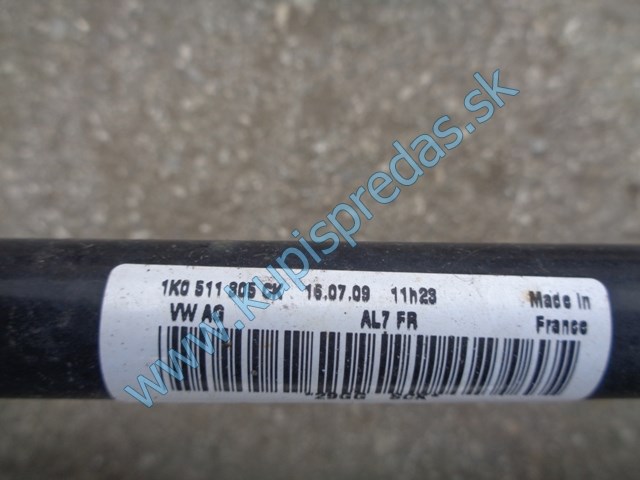 www.kupispredas.sk
1K0 511 305 CK 16.07.09 11h23 Made in
VW AG AL7 FR France